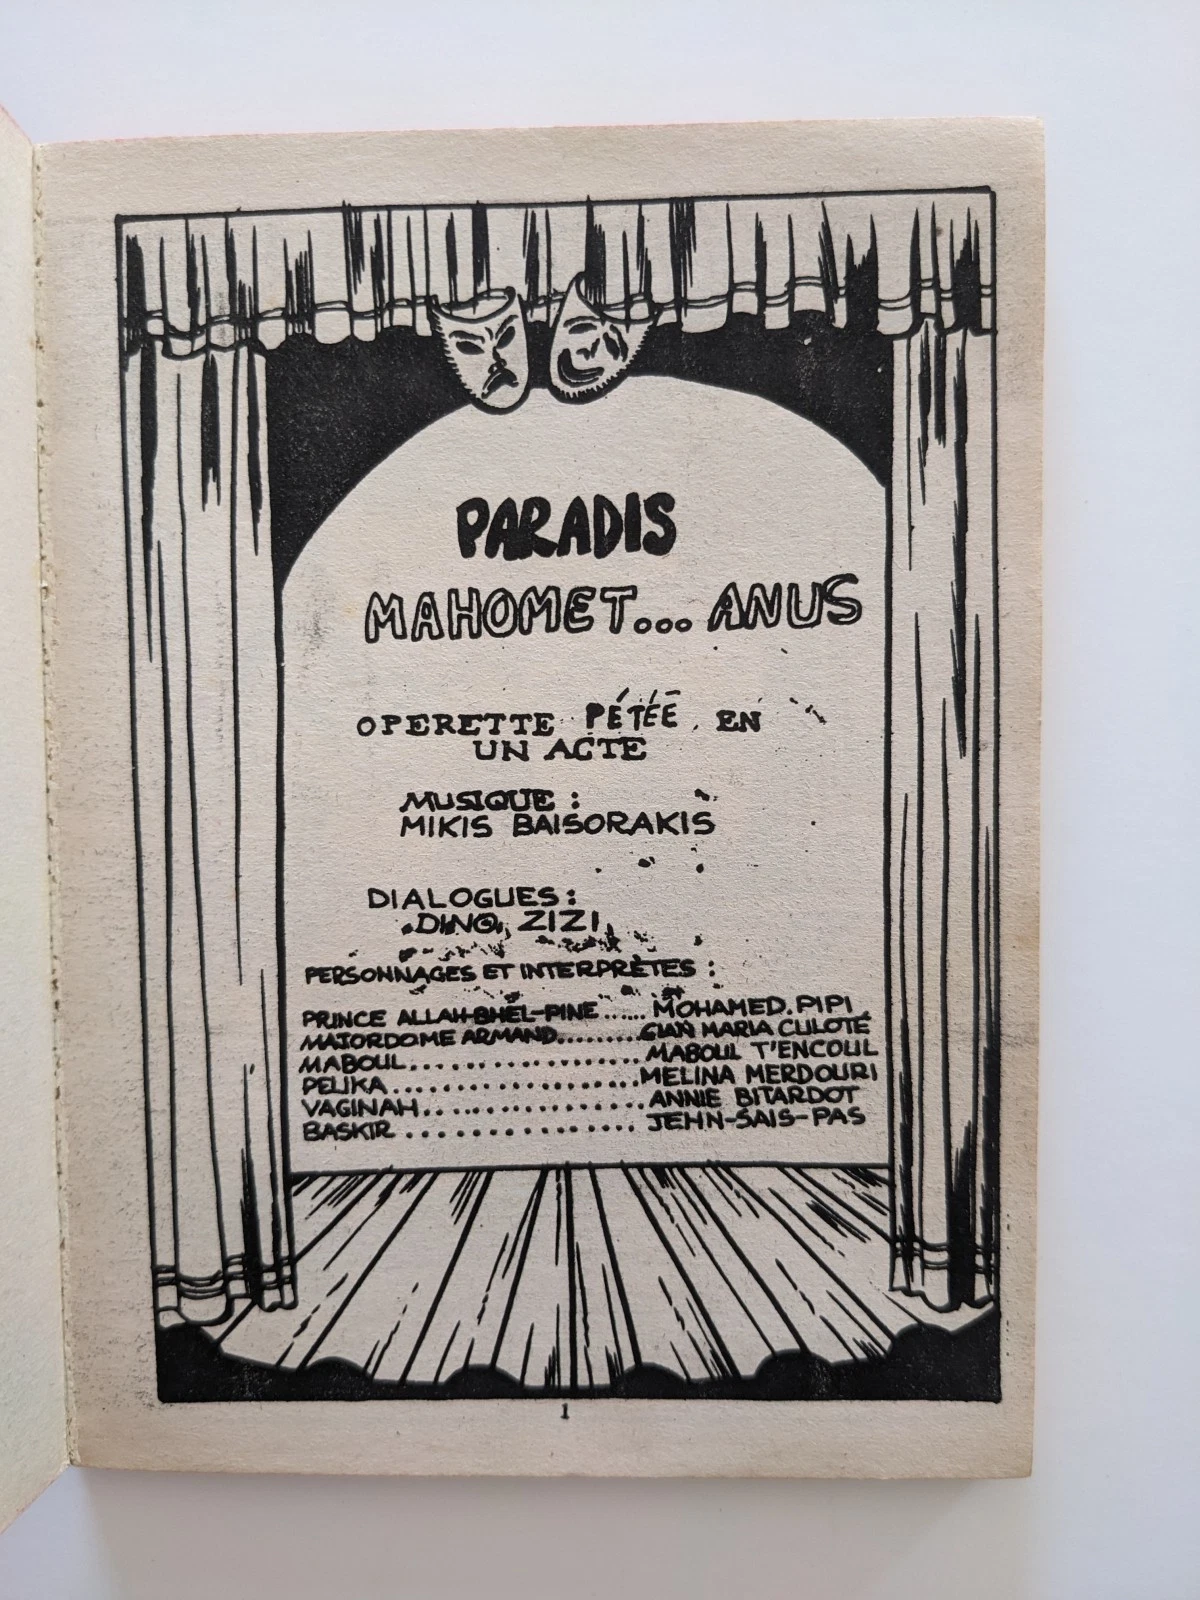 PARADIS
MAHOMET... ANUS
OPERETTE PÉTÉE EN
UN ACTE
MUSIQUE :
MIKIS BAISORAKIS
DIALOGUES :
DINO, ZIZI
PERSONNAGES ET INTERPRÈTES :
PRINCE ALLAH-BHEL-PINE ...... MOHAMED. PIPI
MAJORDOME ARMAND......... GIAN MARIA CULOTÉ
MABOUL.................. MABOUL T'ENCOUL
PELIKA ................... MELINA MERDOURI
VAGINAH................. ANNIE BITARDOT
BASKIR ................. JEHN-SAIS-PAS
1